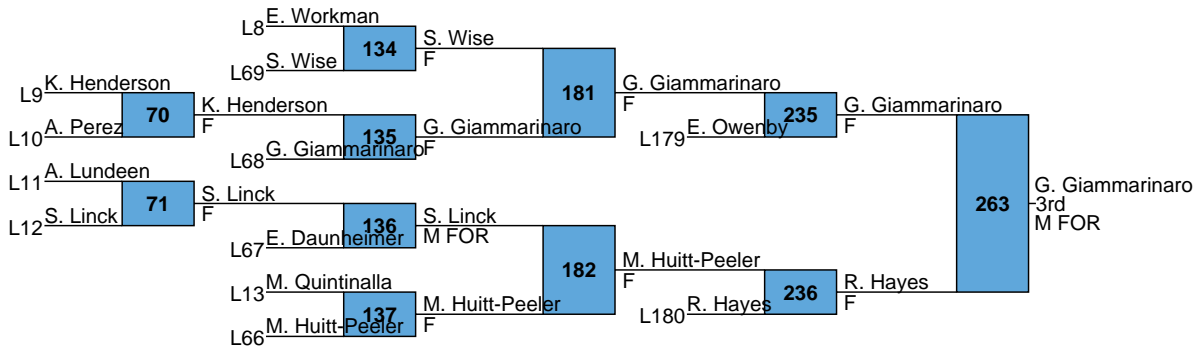 E. Workman
L8
134
S. Wise
F
S. Wise
L69
K. Henderson
L9
70
K. Henderson
F
A. Perez
L10
135
G. Giammarinaro
F
G. Giammarinaro
L68
181
G. Giammarinaro
F
235
G. Giammarinaro
F
E. Owenby
L179
A. Lundeen
L11
71
S. Linck
F
S. Linck
L12
136
S. Linck
M FOR
E. Daunheimer
L67
263
G. Giammarinaro
3rd
M FOR
182
M. Huitt-Peeler
F
M. Quintinalla
L13
137
M. Huitt-Peeler
F
M. Huitt-Peeler
L66
236
R. Hayes
F
R. Hayes
L180